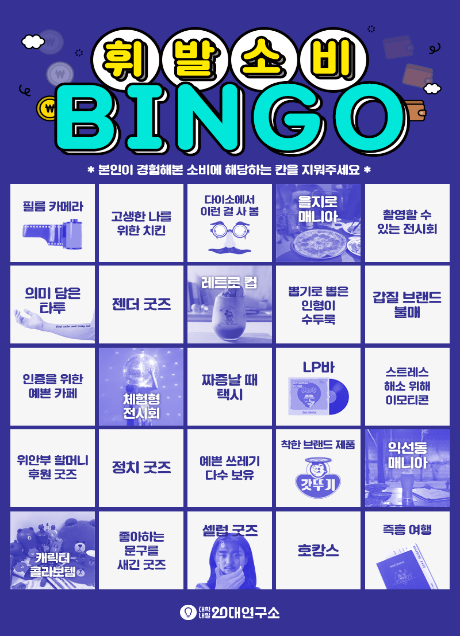 휘발소비
BINGO
* 본인이 경험해본 소비에 해당하는 칸을 지워주세요 *
필름 카메라
고생한 나를
위한 치킨
다이소에서
이런 걸 사 봄
을지로
매니아
촬영할 수
있는 전시회
의미 담은
타투
젠더 굿즈
레트로 컵
뽑기로 뽑은
인형이
수두룩
갑질 브랜드
불매
인증을 위한
예쁜 카페
체험형
전시회
짜증날 때
택시
LP바
스트레스
해소 위해
이모티콘
위안부 할머니
후원 굿즈
정치 굿즈
예쁜 쓰레기
다수 보유
착한 브랜드 제품
갓뚜기
익선동
매니아
캐릭터
콜라보템
좋아하는
문구를
새긴 굿즈
셀럽 굿즈
호캉스
즉흥 여행
대학내일 20대연구소